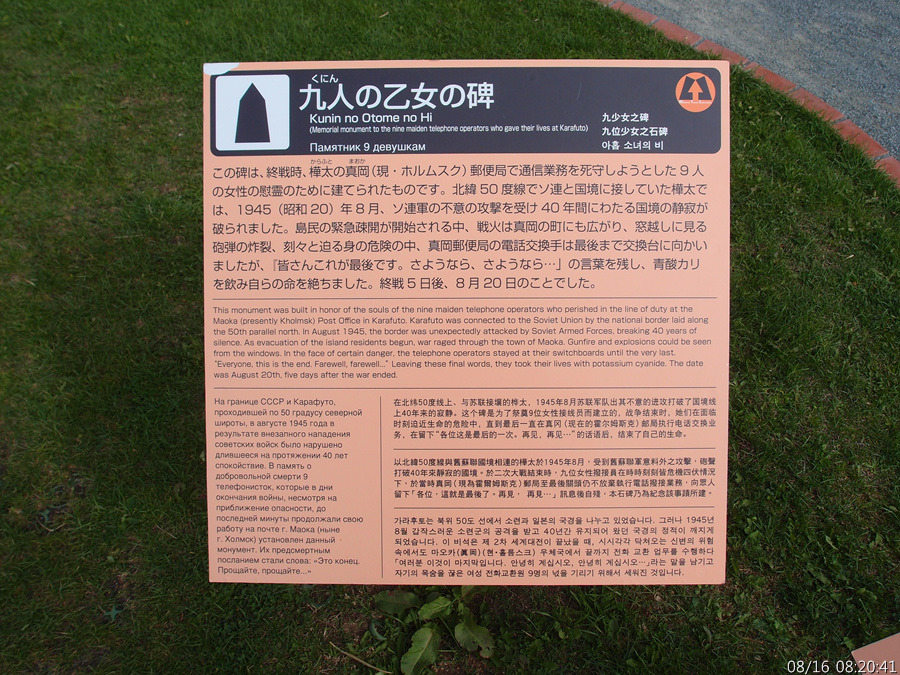 くにん
九人の乙女の碑
Kunin no Otome no Hi
(Memorial monument to the nine maiden telephone operators who gave their lives at Karafuto)
Памятник 9 девушкам
九少女之碑
九位少女之石碑
아홉 소녀의 비
からふと まおか
この碑は、終戦時、樺太の真岡(現・ホルムスク)郵便局で通信業務を死守しようとした9人
の女性の慰霊のために建てられたものです。北緯50度線でソ連と国境に接していた樺太で
は、1945(昭和20)年8月、ソ連軍の不意の攻撃を受け40年間にわたる国境の静寂が
破られました。島民の緊急疎開が開始される中、戦火は真岡の町にも広がり、窓越しに見る
砲弾の炸裂、刻々と迫る身の危険の中、真岡郵便局の電話交換手は最後まで交換台に向かい
ましたが、『皆さんこれが最後です。さようなら、さようなら…」の言葉を残し、青酸カリ
を飲み自らの命を絶ちました。終戦5日後、8月20日のことでした。
This monument was built in honor of the souls of the nine maiden telephone operators who perished in the line of duty at the
Maoka (presently Kholmsk) Post Office in Karafuto. Karafuto was connected to the Soviet Union by the national border laid along
the 50th parallel north. In August 1945, the border was unexpectedly attacked by Soviet Armed Forces, breaking 40 years of
silence. As evacuation of the island residents begun, war raged through the town of Maoka. Gunfire and explosions could be seen
from the windows. In the face of certain danger, the telephone operators stayed at their switchboards until the very last.
"Everyone, this is the end. Farewell, farewell..." Leaving these final words, they took their lives with potassium cyanide. The date
was August 20th, five days after the war ended.
На границе СССР и Карафуто,
проходившей по 50 градусу северной
широты, в августе 1945 года в
результате внезапного нападения
советских войск было нарушено
длившееся на протяжении 40 лет
спокойствие. В память о
добровольной смерти 9
телефонисток, которые в дни
окончания войны, несмотря на
приближение опасности, до
последней минуты продолжали свою
работу на почте г. Маока (ныне
г. Холмск) установлен данный
монумент. Их предсмертным
посланием стали слова: «Это конец.
Прощайте, прощайте...»
在北纬50度线上、与苏联接壤的桦太，1945年8月苏联军队出其不意的进攻打破了国境线
上40年来的寂静。这个碑是为了祭奠9位女性接线员而建立的，战争结束时，她们在面临
时刻迫近生命的危险中，直到最后一直在真冈（现在的霍尔姆斯克）邮局执行电话交换业
务，在留下"各位这是最后的一次。再见，再见…"的话语后，结束了自己的生命。
以北緯50度線與舊蘇聯國境相連的樺太於1945年8月，受到舊蘇聯軍意料外之攻擊，砲聲
打破40年來靜寂的國境。於二次大戰結束時，九位女性接線員在時時刻刻皆危機四伏情況
下，於當時真岡（現為霍爾姆斯克）郵局至最後關頭仍不放棄執行電話撥接業務，向眾人
留下「各位，這就是最後了。再見， 再見…」訊息後自殘。本石碑乃為紀念該事蹟所建。
가라후토는 북위 50도 선에서 소련과 일본의 국경을 나누고 있었습니다. 그러나 1945년
8월 갑작스러운 소련군의 공격을 받고 40년간 유지되어 왔던 국경의 정적이 깨지게
되었습니다. 이 비석은 제 2차 세계대전이 끝났을 때, 시시각각 닥쳐오는 신변의 위험
속에서도 마오카(眞岡)(현・홀름스크) 우체국에서 끝까지 전화 교환 업무를 수행하다
「여러분 이것이 마지막입니다. 안녕히 계십시오, 안녕히 계십시오…」라는 말을 남기고
자기의 목숨을 끊은 여성 전화교환원 9명의 넋을 기리기 위해서 세워진 것입니다.
08/16 08:20:41